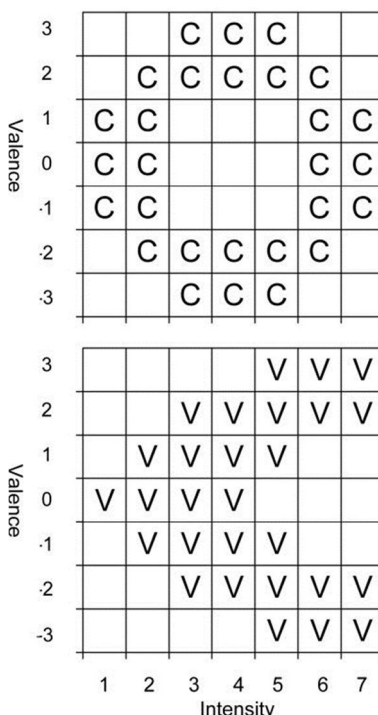 3 C C C
2 C C C C C
1 C C C C
0 C C C C
-1 C C C C
-2 C C C C C
-3 C C C
Valence
3 V V V
2 V V V V V
1 V V V V
0 V V V V
-1 V V V V
-2 V V V V V
-3 V V V
Valence
1 2 3 4 5 6 7
Intensity